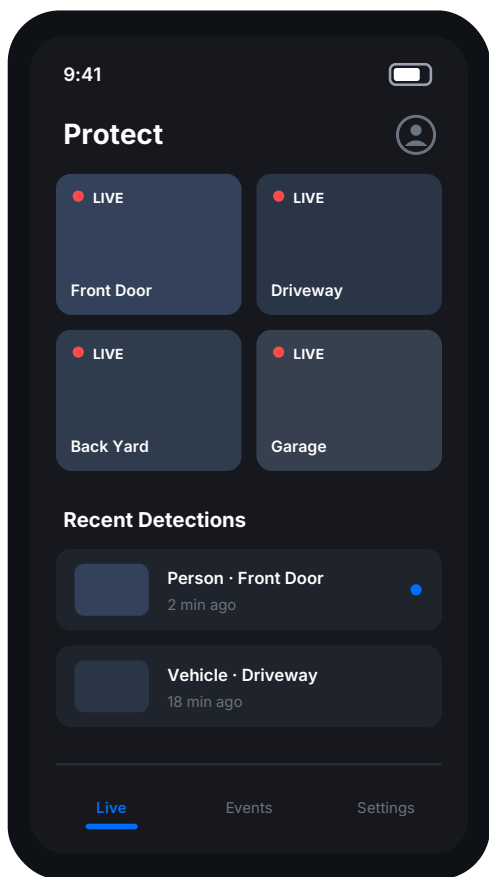 9:41
Protect
LIVE
Front Door
LIVE
Driveway
LIVE
Back Yard
LIVE
Garage
Recent Detections
Person · Front Door
2 min ago
Vehicle · Driveway
18 min ago
Live
Events
Settings